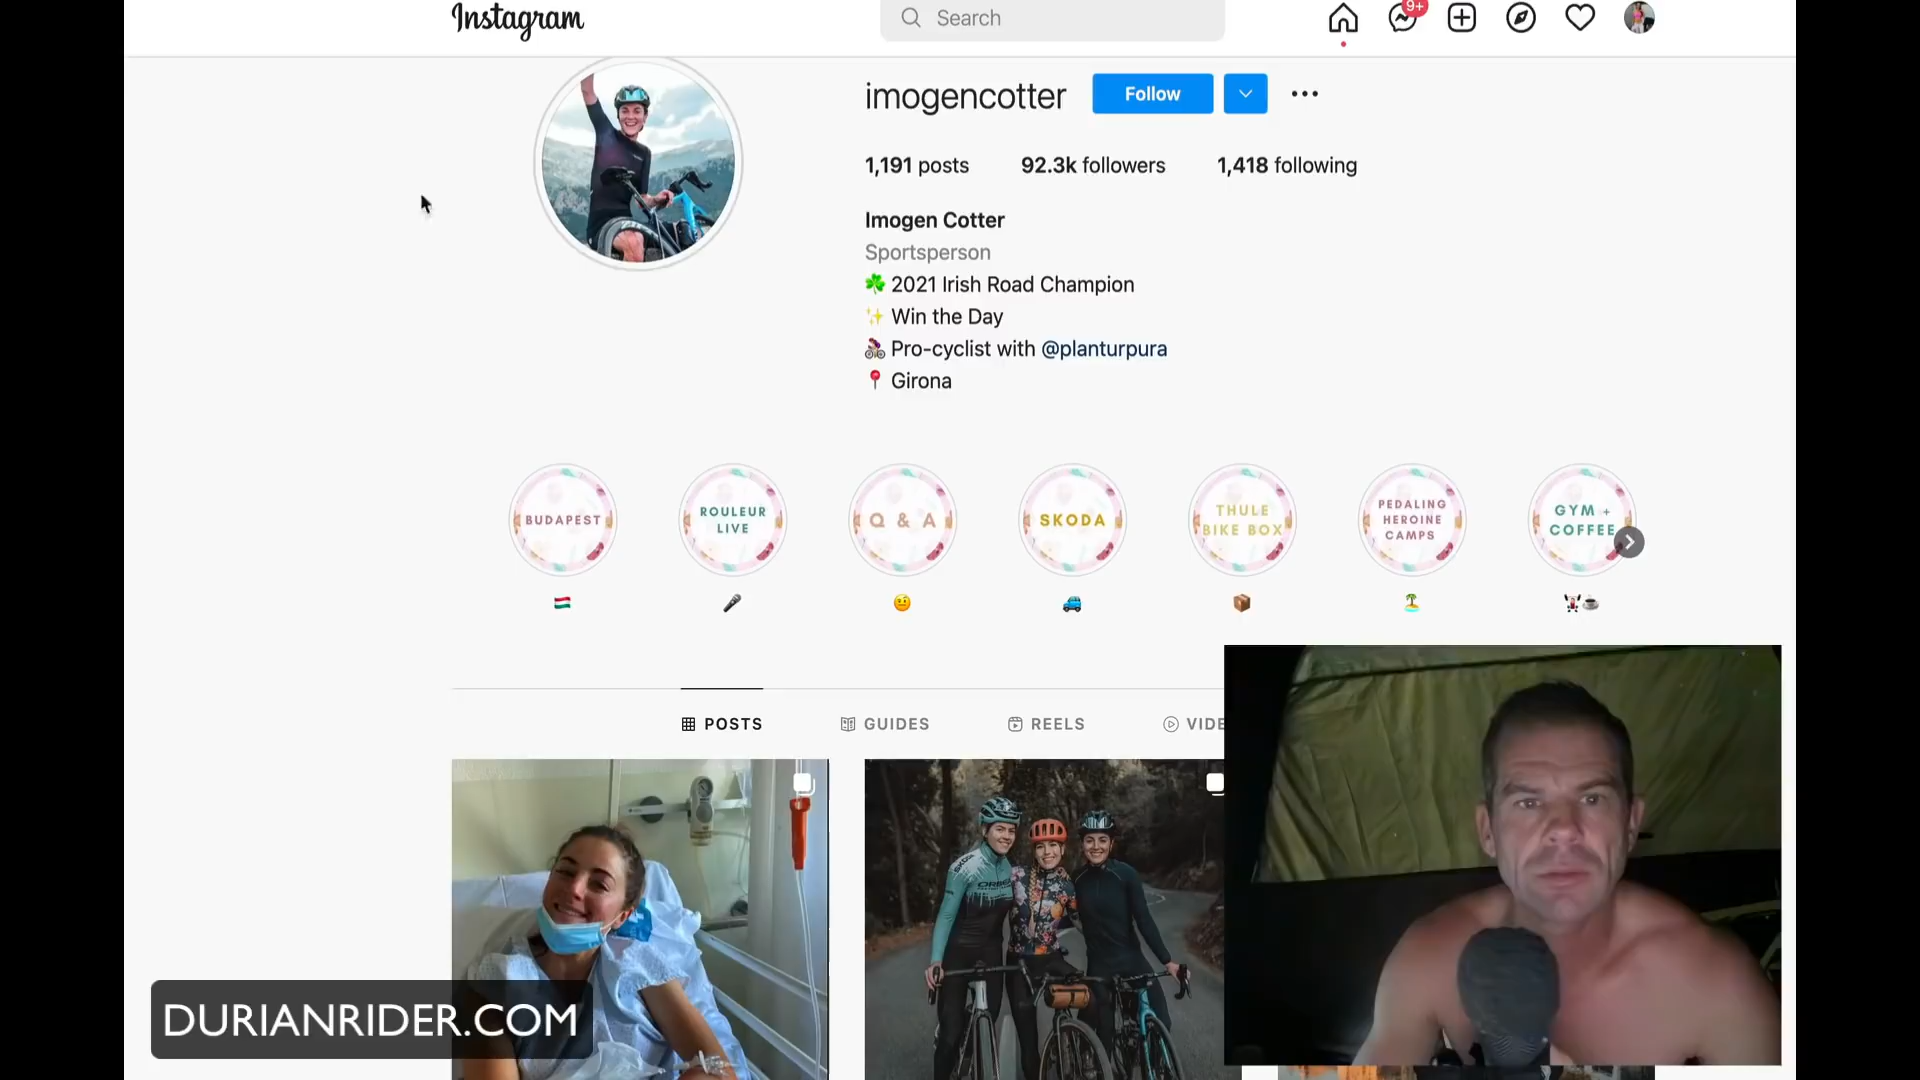 Instagram
Search
9+
imogencotter
Follow
1,191 posts
92.3k followers
1,418 following
Imogen Cotter
Sportsperson
☘️ 2021 Irish Road Champion
✨ Win the Day
🚴🏻‍♀️ Pro-cyclist with @planturpura
📍 Girona
BUDAPEST
ROULEUR
LIVE
Q & A
SKODA
THULE
BIKE BOX
PEDALING
HEROINE
CAMPS
GYM +
COFFEE
POSTS
GUIDES
REELS
VIDE
DURIANRIDER.COM